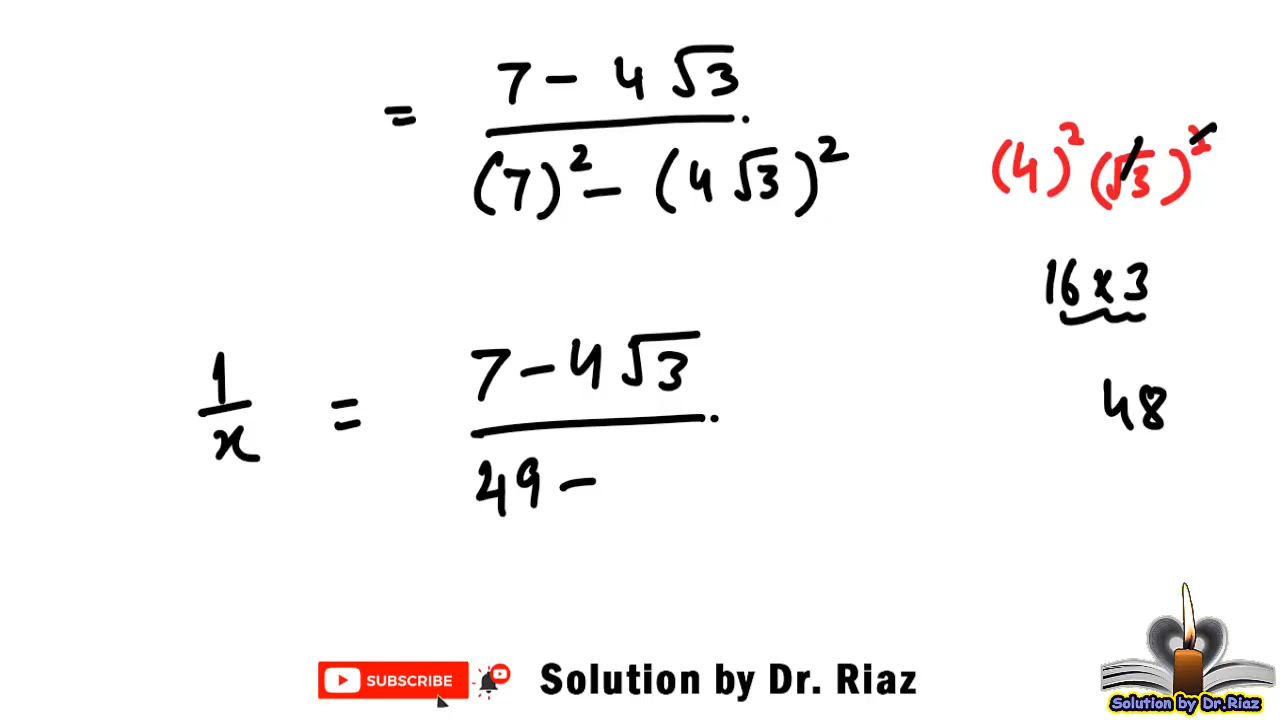 = 7 - 4√3 / (7)² - (4√3)²
(4)² (√3)²
16 × 3
48
1/x = 7 - 4√3 / 49 -
SUBSCRIBE
Solution by Dr. Riaz
Solution by Dr.Riaz